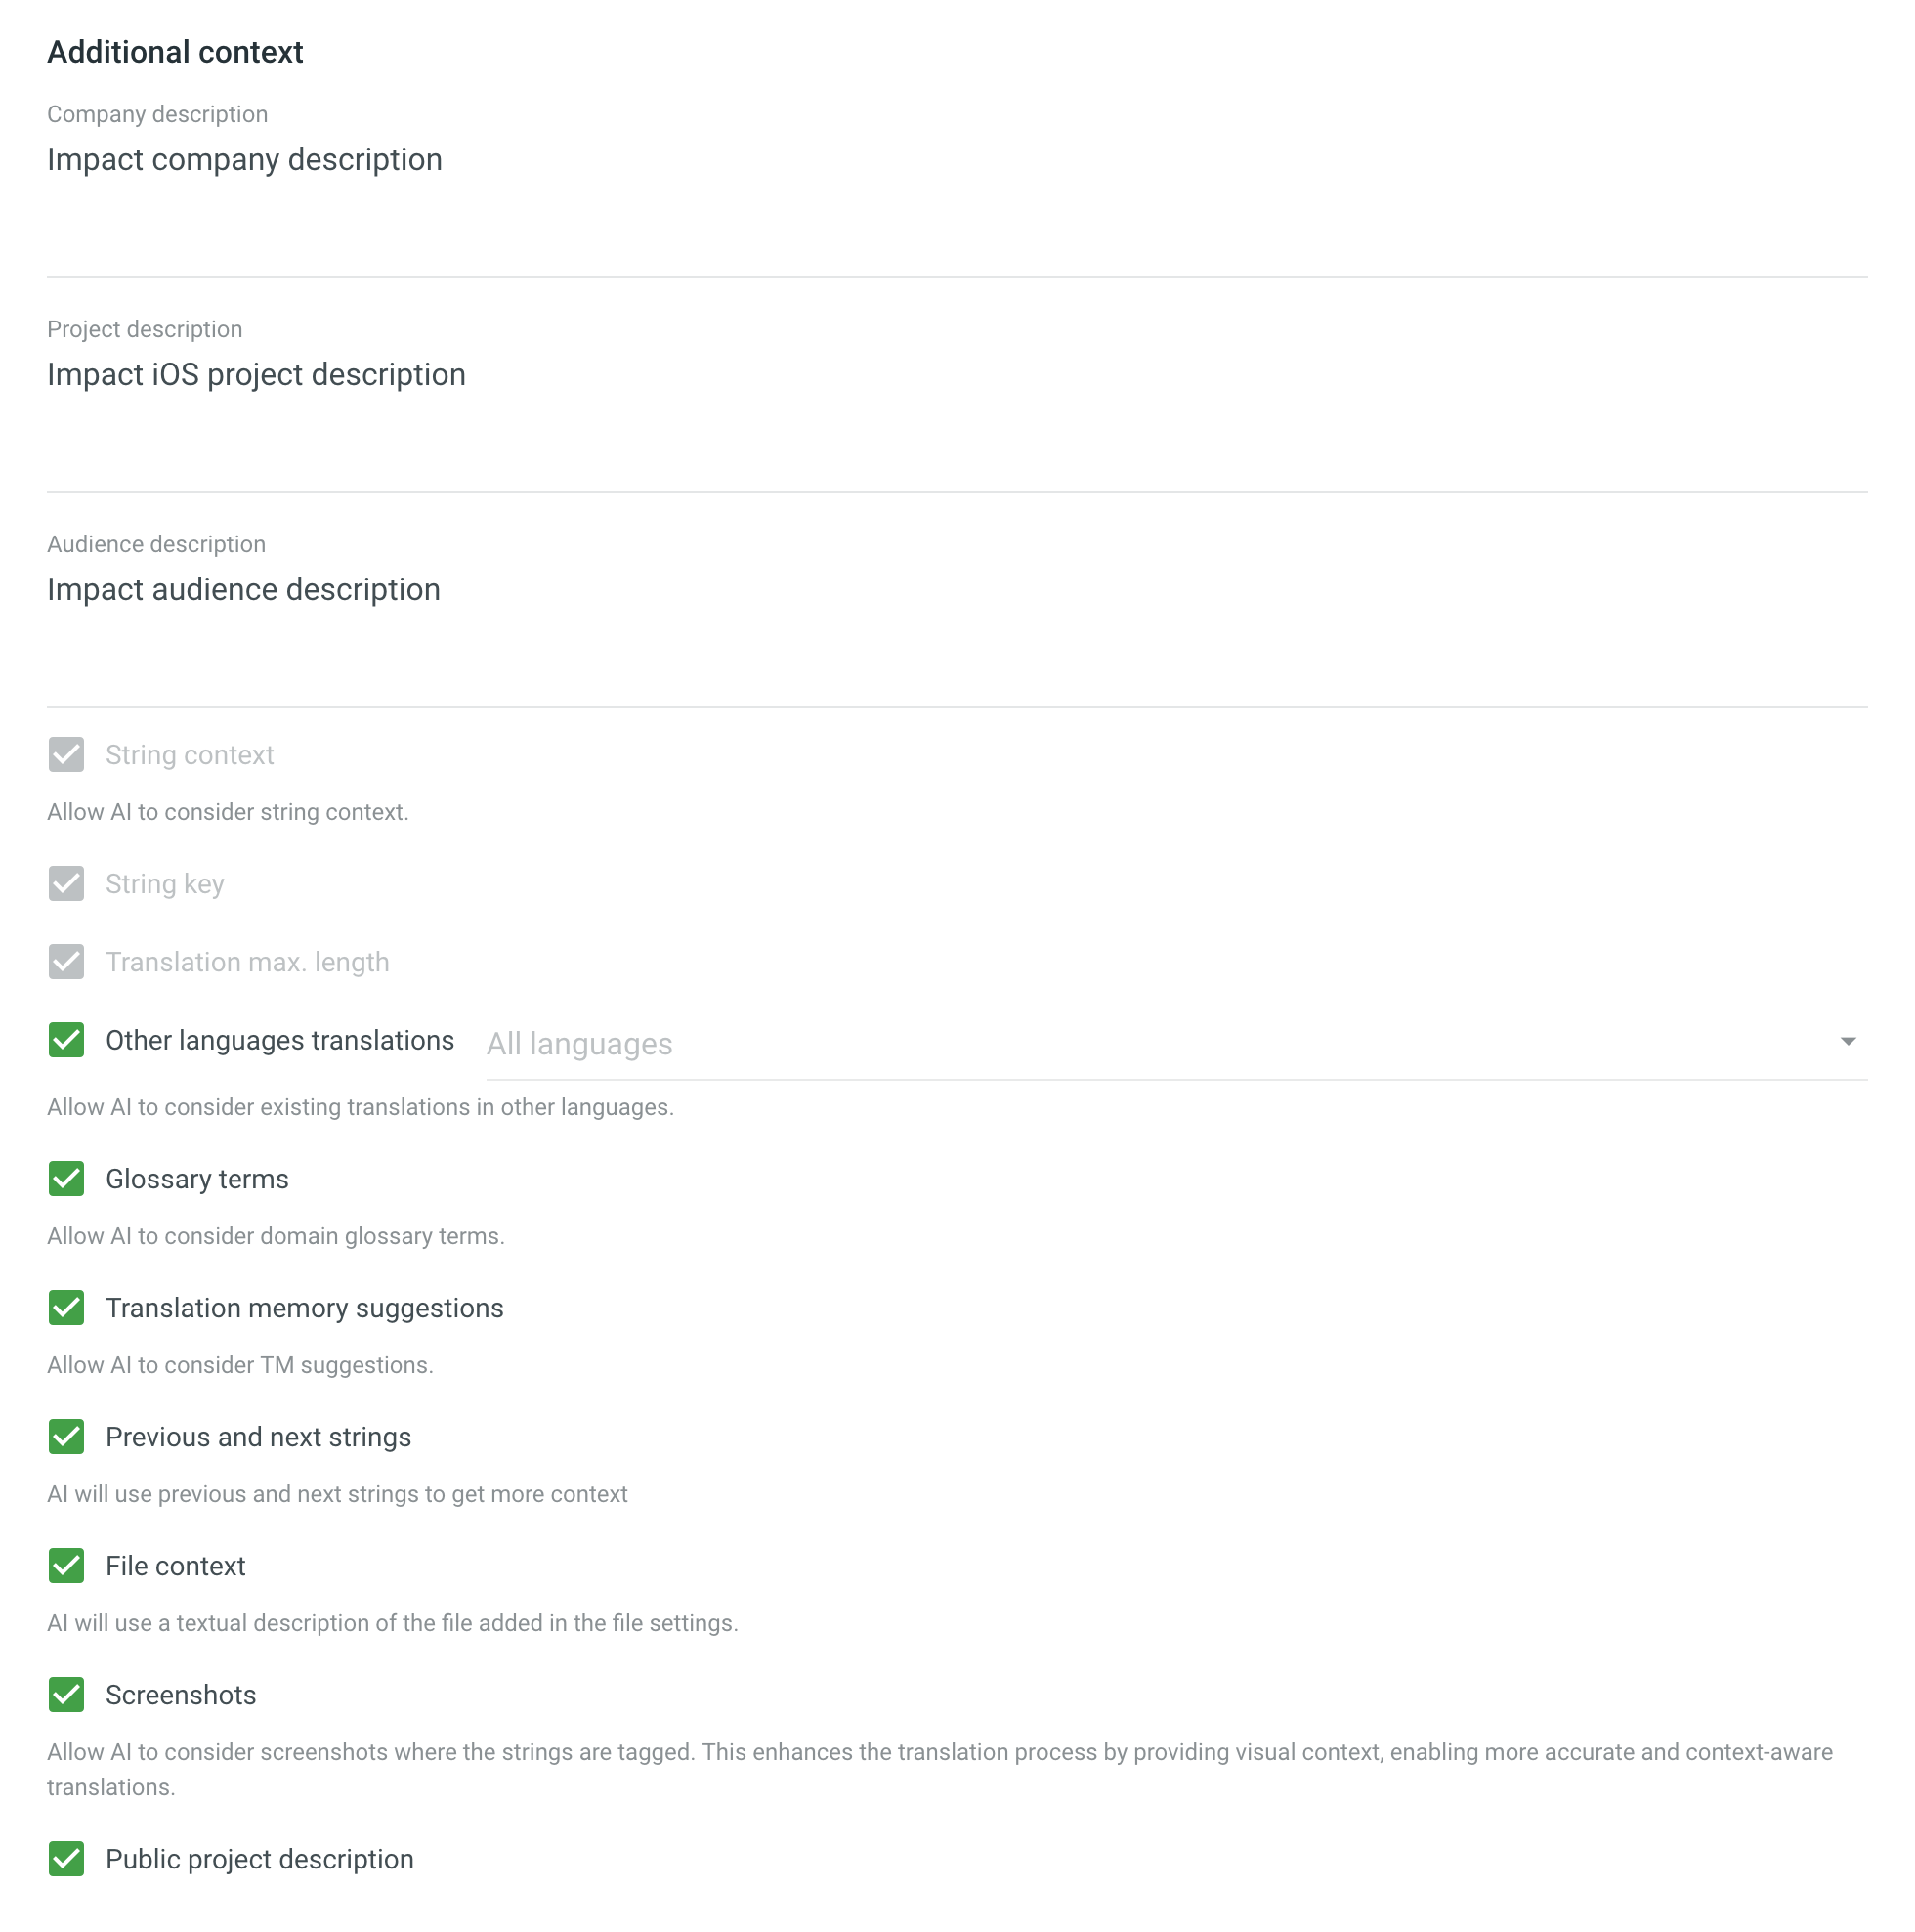 Additional context
Company description
Impact company description
Project description
Impact iOS project description
Audience description
Impact audience description
String context
Allow AI to consider string context.
String key
Translation max. length
Other languages translations
All languages
Allow AI to consider existing translations in other languages.
Glossary terms
Allow AI to consider domain glossary terms.
Translation memory suggestions
Allow AI to consider TM suggestions.
Previous and next strings
AI will use previous and next strings to get more context
File context
AI will use a textual description of the file added in the file settings.
Screenshots
Allow AI to consider screenshots where the strings are tagged. This enhances the translation process by providing visual context, enabling more accurate and context-aware
translations.
Public project description